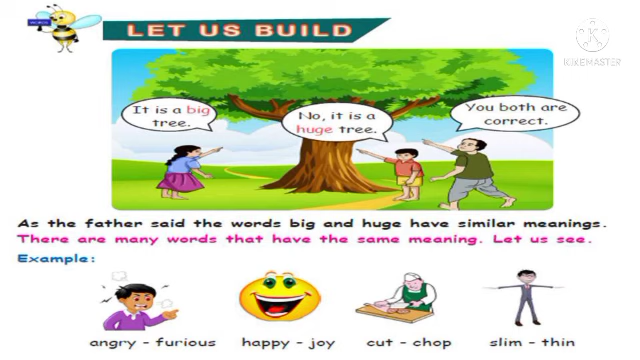 LET US BUILD
KINEMASTER
It is a big
tree.
No, it is a
huge tree.
You both are
correct.
As the father said the words big and huge have similar meanings.
There are many words that have the same meaning. Let us see.
Example:
angry - furious
happy - joy
cut - chop
slim - thin